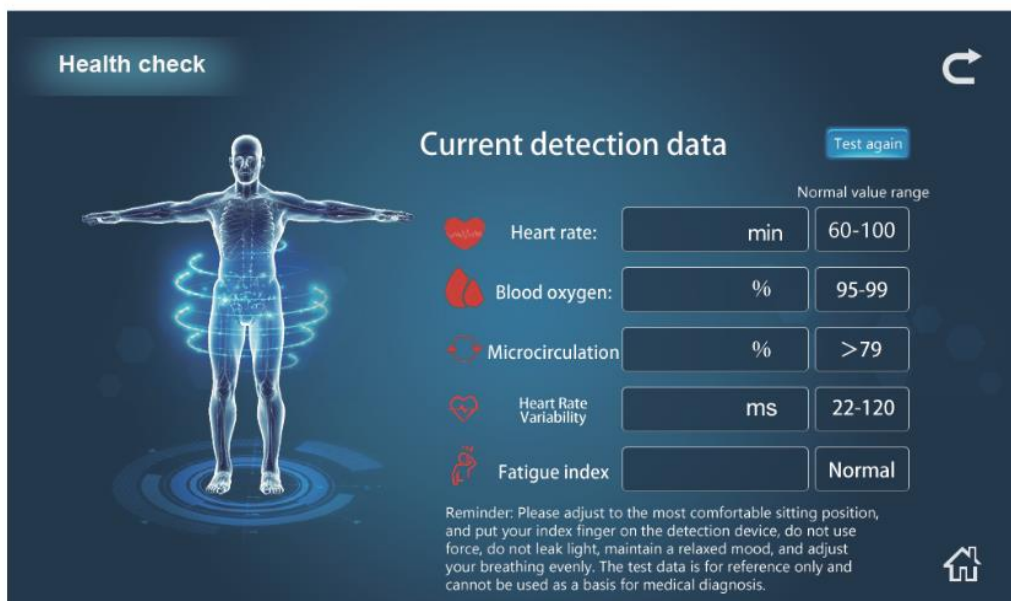 Health check
Current detection data
Test again
Normal value range
Heart rate: min 60-100
Blood oxygen: % 95-99
Microcirculation % >79
Heart Rate
Variability
ms 22-120
Fatigue index Normal
Reminder: Please adjust to the most comfortable sitting position,
and put your index finger on the detection device, do not use
force, do not leak light, maintain a relaxed mood, and adjust
your breathing evenly. The test data is for reference only and
cannot be used as a basis for medical diagnosis.